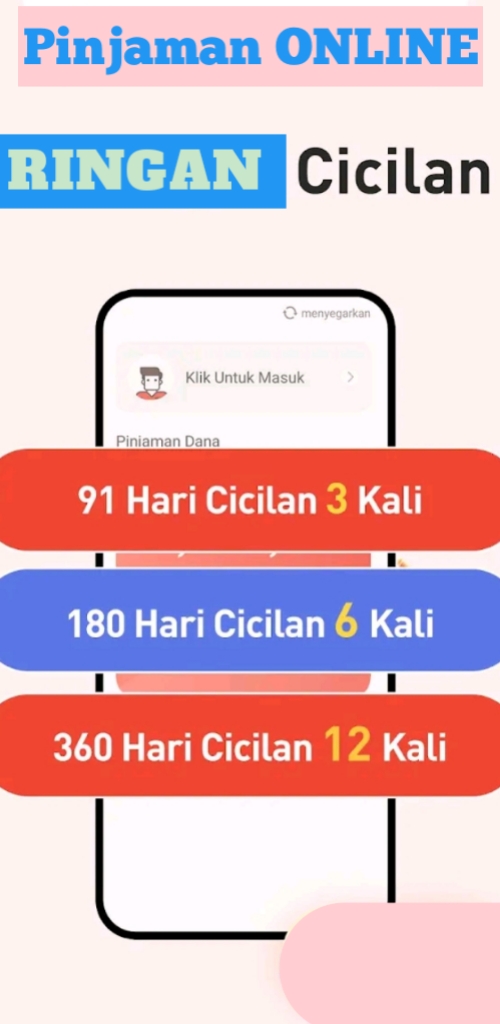 Pinjaman ONLINE
RINGAN Cicilan
menyegarkan
Klik Untuk Masuk
Pinjaman Dana
91 Hari Cicilan 3 Kali
180 Hari Cicilan 6 Kali
360 Hari Cicilan 12 Kali